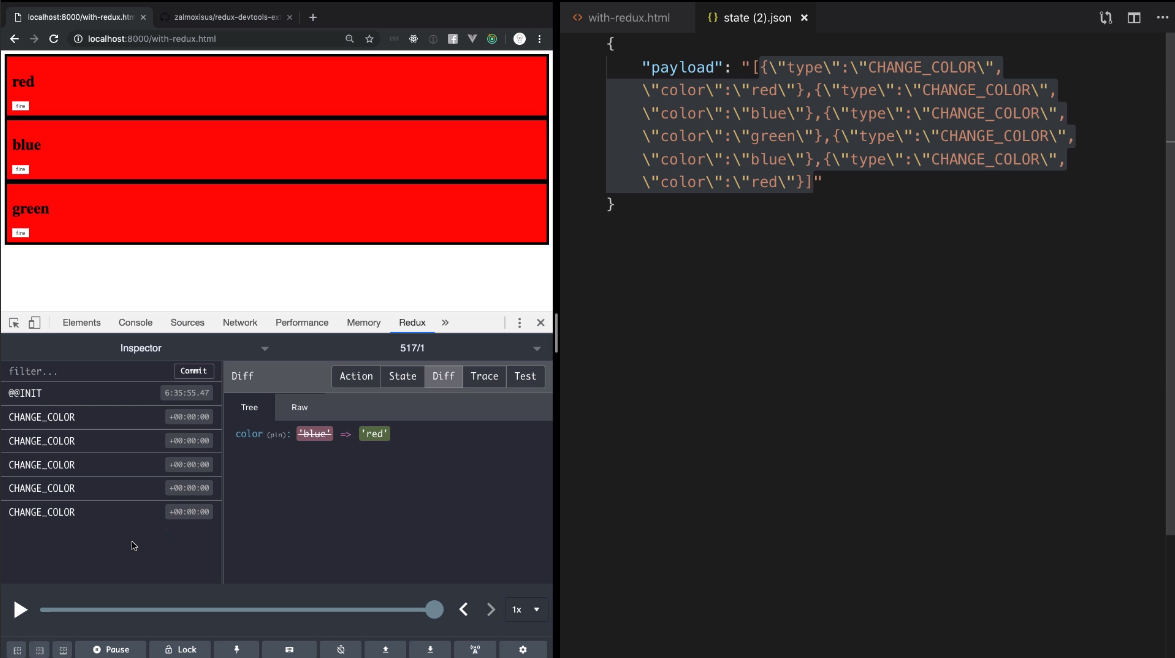 localhost:8000/with-redux.htm
zalmoxisus/redux-devtools-ex
localhost:8000/with-redux.html
red
fire
blue
fire
green
fire
Elements Console Sources Network Performance Memory Redux »
Inspector
517/1
filter...
Commit
@@INIT
6:35:55.47
CHANGE_COLOR
+00:00:00
CHANGE_COLOR
+00:00:00
CHANGE_COLOR
+00:00:00
CHANGE_COLOR
+00:00:00
CHANGE_COLOR
+00:00:00
Diff
Action State Diff Trace Test
Tree Raw
color (pin): 'blue' => 'red'
1x
Pause
Lock
with-redux.html
{} state (2).json
{
"payload": "[{\"type\":\"CHANGE_COLOR\",
\"color\":\"red\"},{\"type\":\"CHANGE_COLOR\",
\"color\":\"blue\"},{\"type\":\"CHANGE_COLOR\",
\"color\":\"green\"},{\"type\":\"CHANGE_COLOR\",
\"color\":\"blue\"},{\"type\":\"CHANGE_COLOR\",
\"color\":\"red\"}]"
}